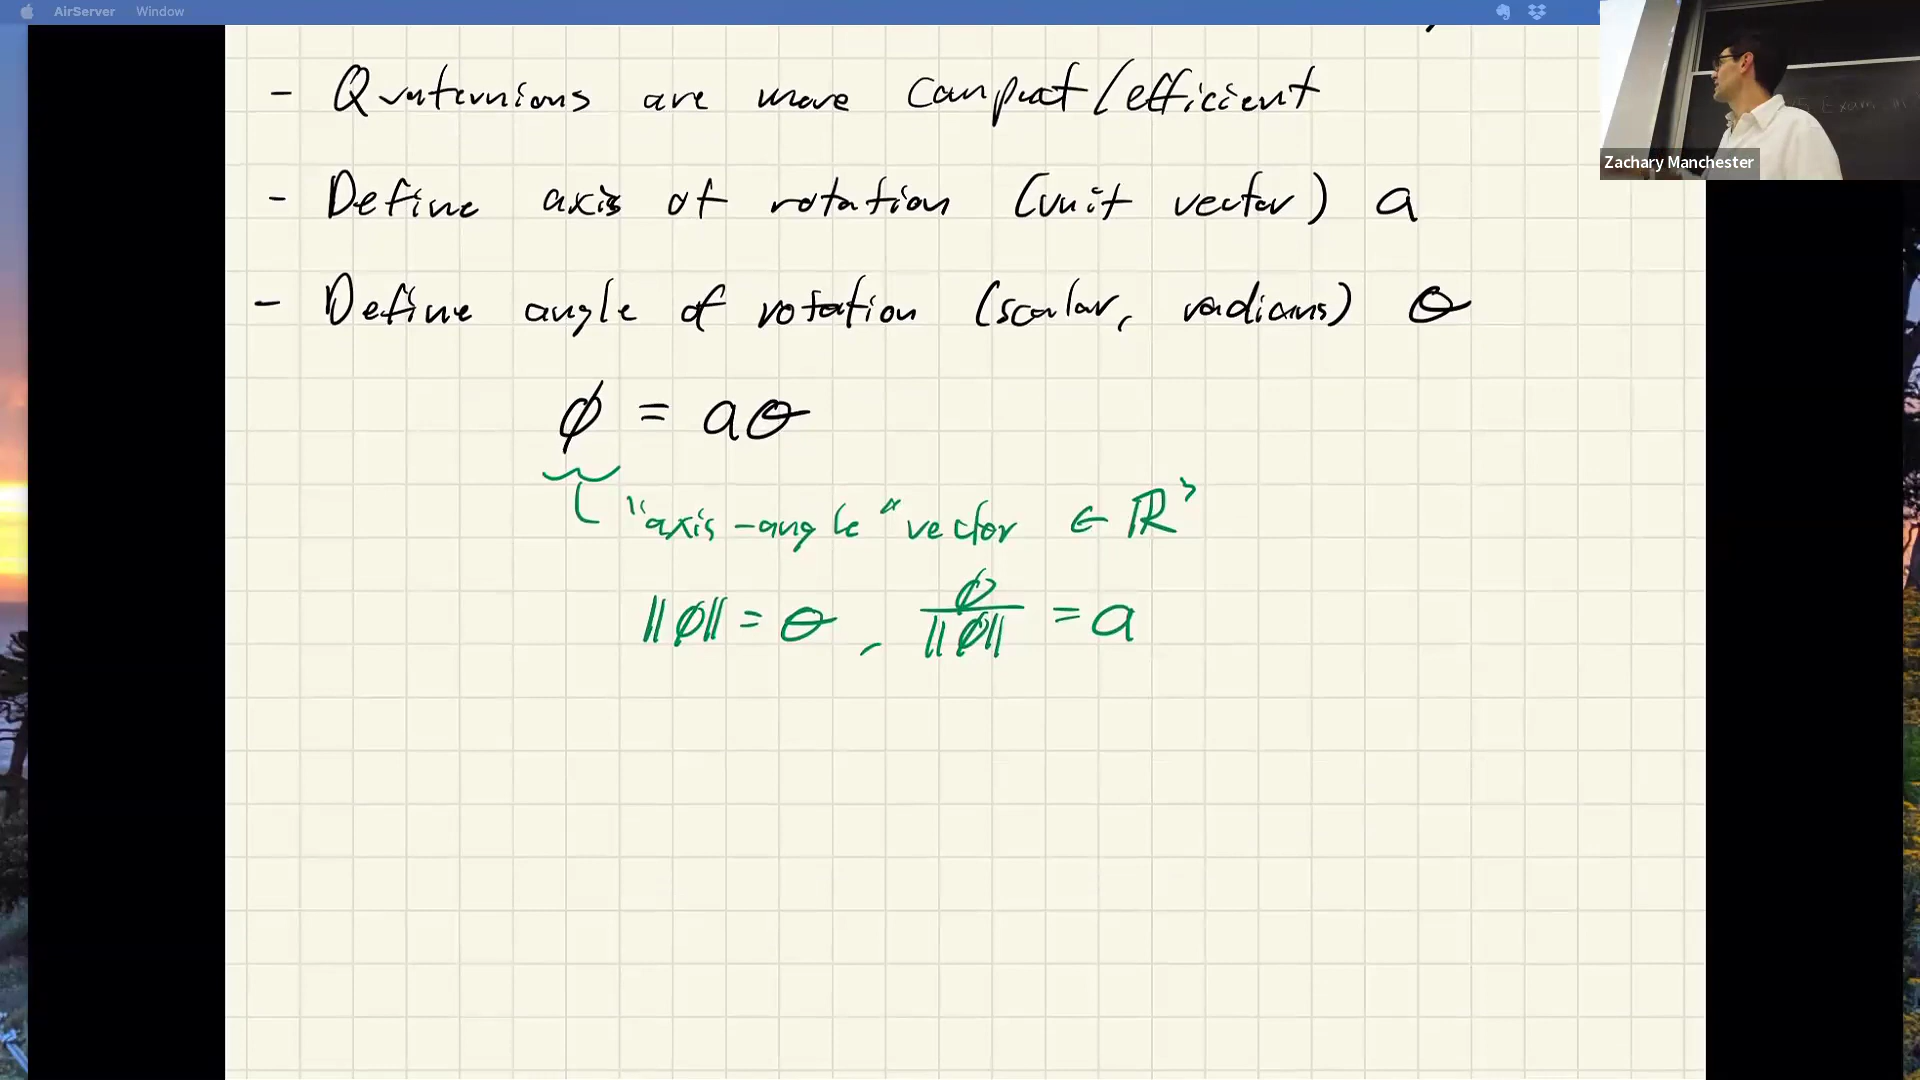 AirServer Window
- Quaternions are more compact/efficient
Zachary Manchester
- Define axis of rotation (unit vector) a
- Define angle of rotation (scalar, radians) θ
ϕ = aθ
"axis-angle" vector ∈ ℝ³
||ϕ|| = θ, ϕ/||ϕ|| = a